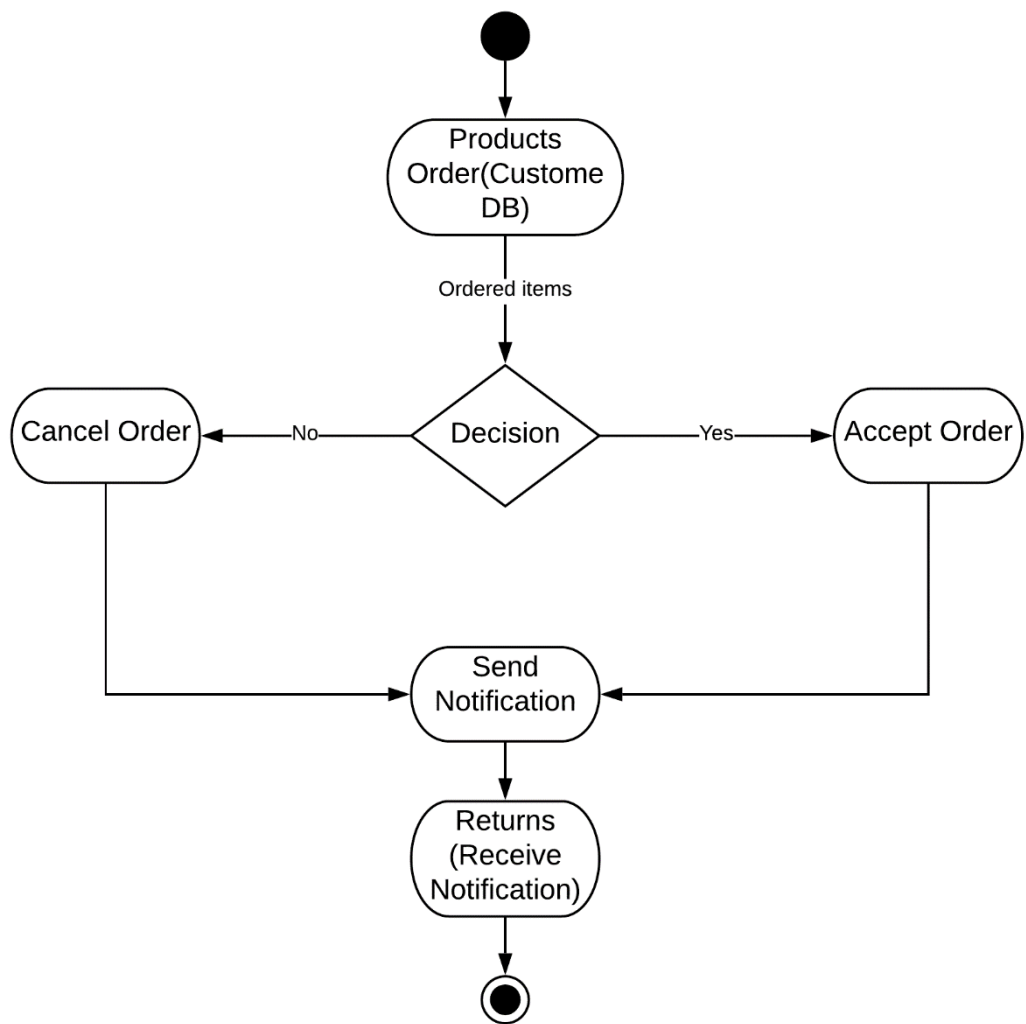 Products
Order(Custome
DB)
Ordered items
Cancel Order
No
Decision
Yes
Accept Order
Send
Notification
Returns
(Receive
Notification)